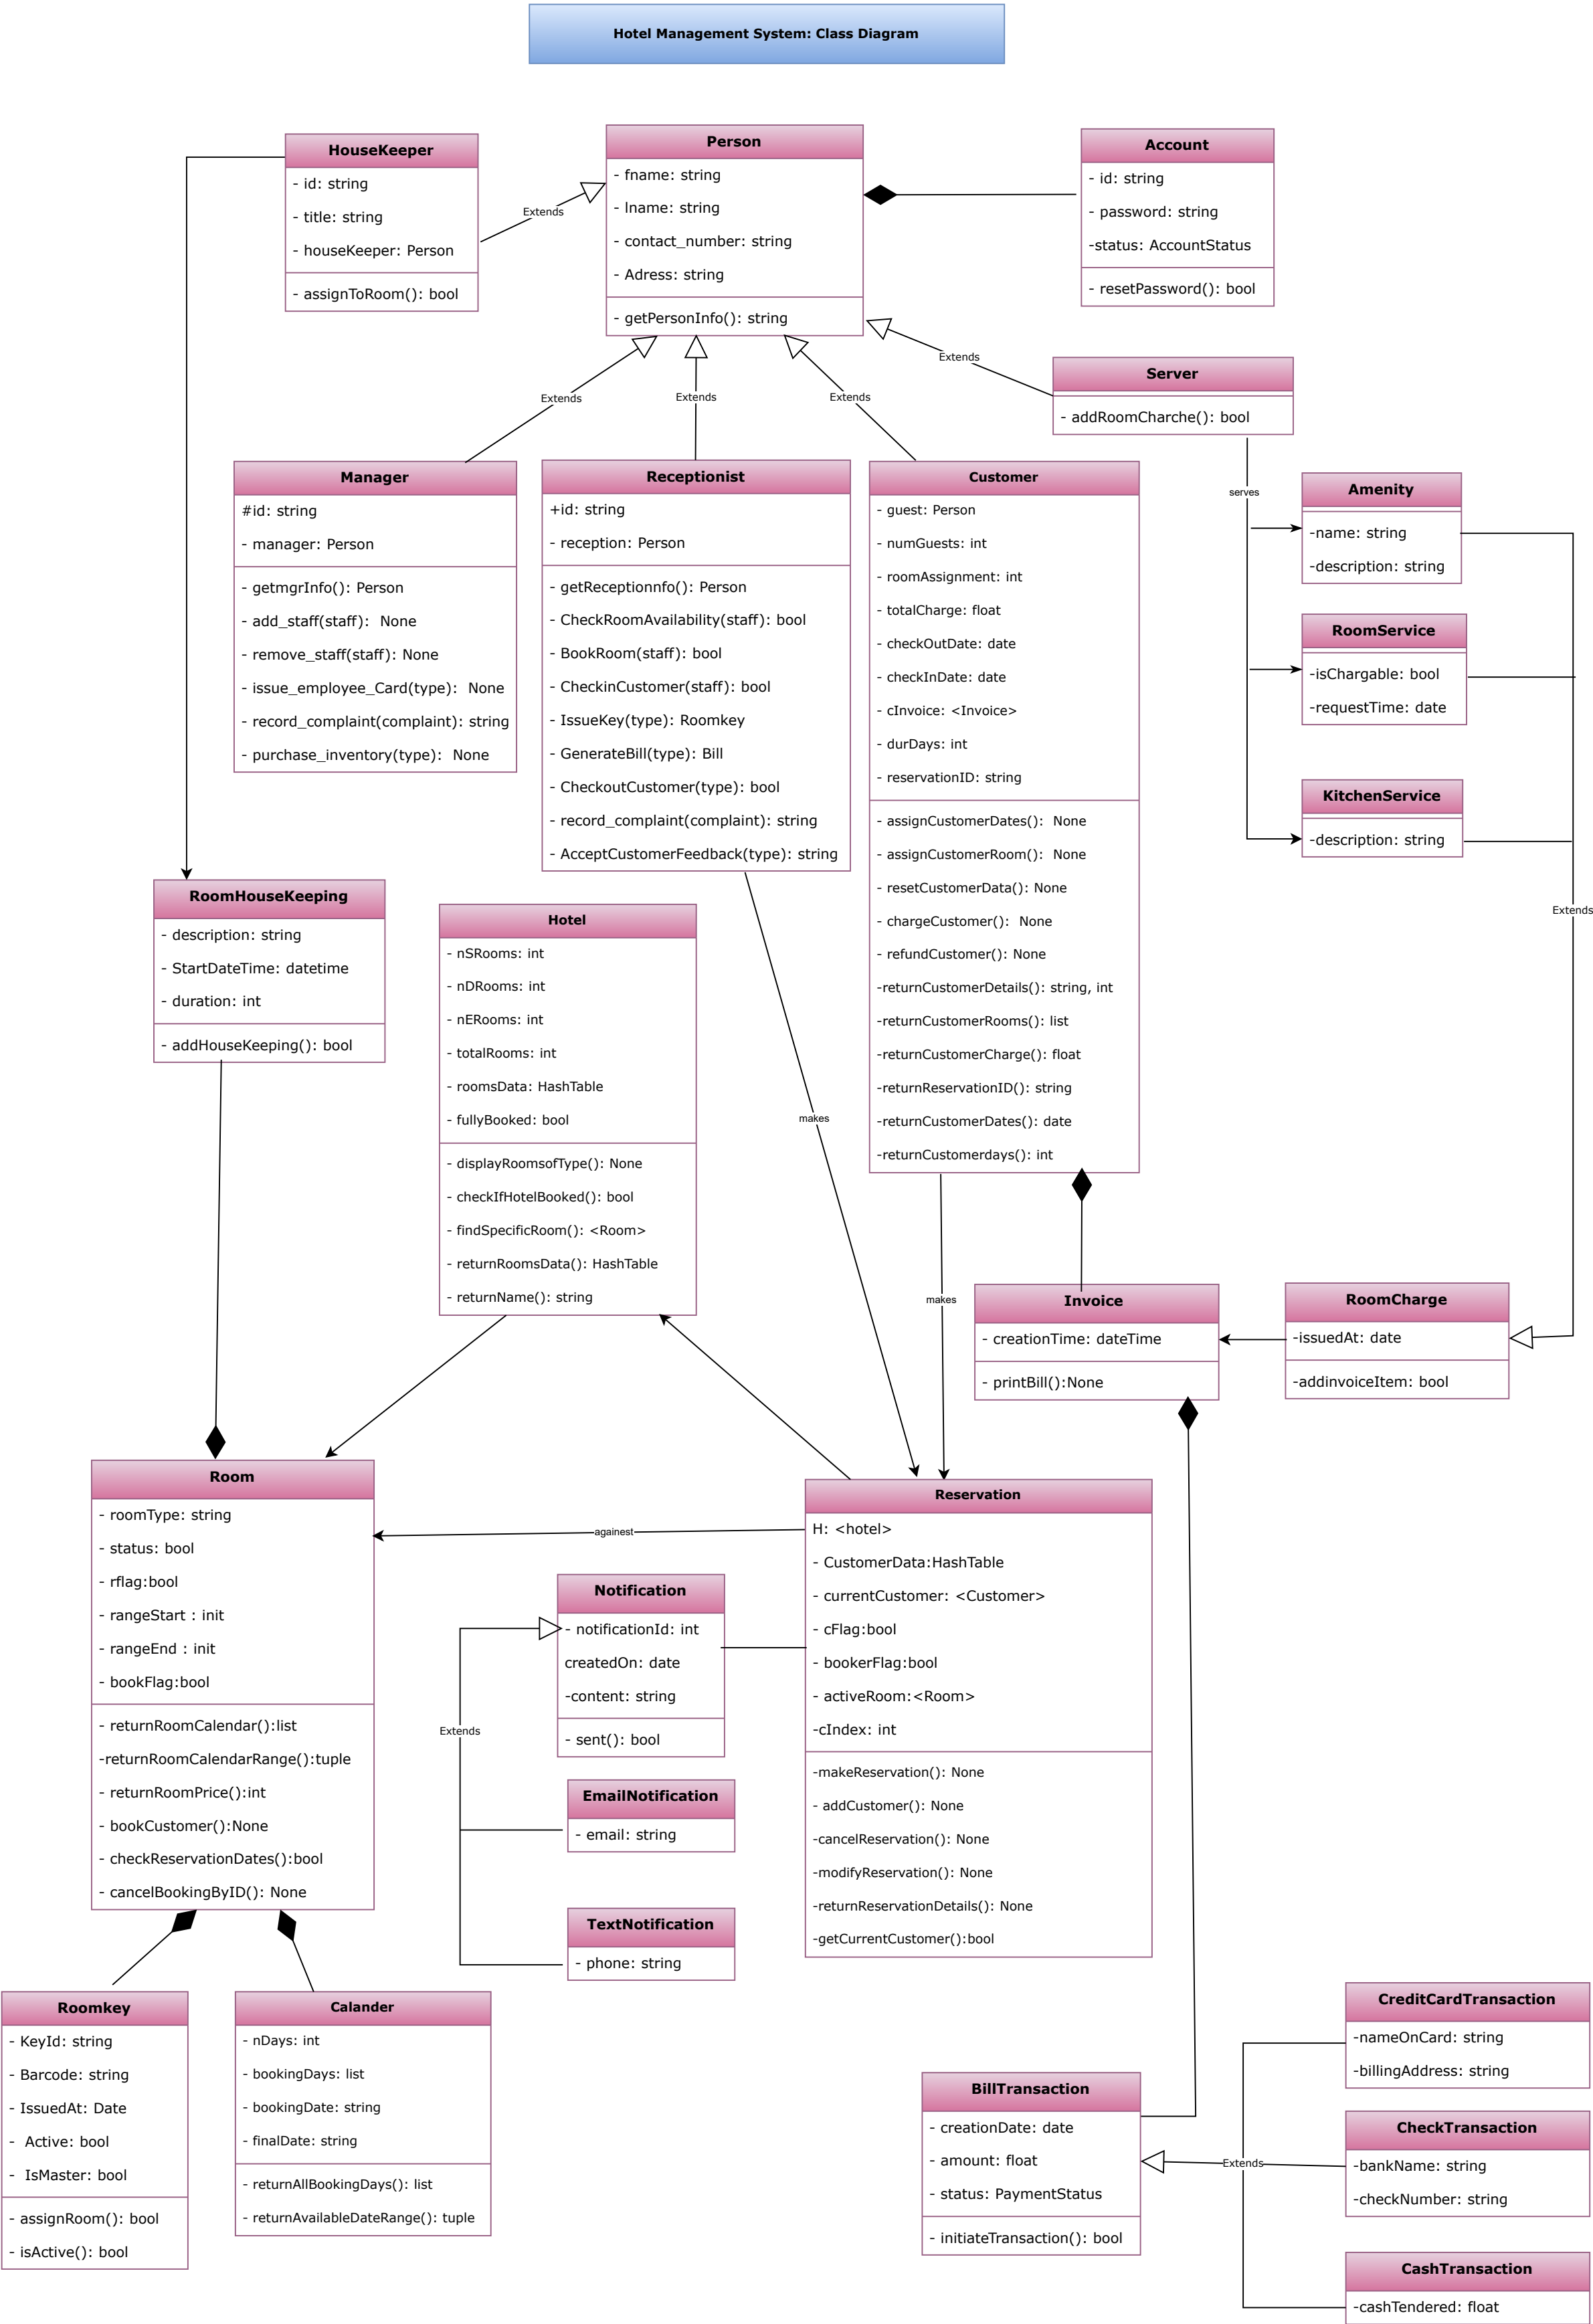 Hotel Management System: Class Diagram
HouseKeeper
- id: string
- title: string
- houseKeeper: Person
- assignToRoom(): bool
Extends
Person
- fname: string
- lname: string
- contact_number: string
- Adress: string
- getPersonInfo(): string
Account
- id: string
- password: string
-status: AccountStatus
- resetPassword(): bool
Extends
Extends
Extends
Extends
Server
- addRoomCharche(): bool
serves
Manager
#id: string
- manager: Person
- getmgrInfo(): Person
- add_staff(staff):  None
- remove_staff(staff): None
- issue_employee_Card(type):  None
- record_complaint(complaint): string
- purchase_inventory(type):  None
Receptionist
+id: string
- reception: Person
- getReceptionnfo(): Person
- CheckRoomAvailability(staff): bool
- BookRoom(staff): bool
- CheckinCustomer(staff): bool
- IssueKey(type): Roomkey
- GenerateBill(type): Bill
- CheckoutCustomer(type): bool
- record_complaint(complaint): string
- AcceptCustomerFeedback(type): string
Customer
- guest: Person
- numGuests: int
- roomAssignment: int
- totalCharge: float
- checkOutDate: date
- checkInDate: date
- cInvoice: <Invoice>
- durDays: int
- reservationID: string
- assignCustomerDates():  None
- assignCustomerRoom():  None
- resetCustomerData(): None
- chargeCustomer():  None
- refundCustomer(): None
-returnCustomerDetails(): string, int
-returnCustomerRooms(): list
-returnCustomerCharge(): float
-returnReservationID(): string
-returnCustomerDates(): date
-returnCustomerdays(): int
Amenity
-name: string
-description: string
RoomService
-isChargable: bool
-requestTime: date
KitchenService
-description: string
Extends
RoomHouseKeeping
- description: string
- StartDateTime: datetime
- duration: int
- addHouseKeeping(): bool
Hotel
- nSRooms: int
- nDRooms: int
- nERooms: int
- totalRooms: int
- roomsData: HashTable
- fullyBooked: bool
- displayRoomsofType(): None
- checkIfHotelBooked(): bool
- findSpecificRoom(): <Room>
- returnRoomsData(): HashTable
- returnName(): string
makes
makes
Invoice
- creationTime: dateTime
- printBill():None
RoomCharge
-issuedAt: date
-addinvoiceItem: bool
Room
- roomType: string
- status: bool
- rflag:bool
- rangeStart : init
- rangeEnd : init
- bookFlag:bool
- returnRoomCalendar():list
-returnRoomCalendarRange():tuple
- returnRoomPrice():int
- bookCustomer():None
- checkReservationDates():bool
- cancelBookingByID(): None
againest
Reservation
H: <hotel>
- CustomerData:HashTable
- currentCustomer: <Customer>
- cFlag:bool
- bookerFlag:bool
- activeRoom:<Room>
-cIndex: int
-makeReservation(): None
- addCustomer(): None
-cancelReservation(): None
-modifyReservation(): None
-returnReservationDetails(): None
-getCurrentCustomer():bool
Notification
- notificationId: int
createdOn: date
-content: string
- sent(): bool
Extends
EmailNotification
- email: string
TextNotification
- phone: string
Roomkey
- KeyId: string
- Barcode: string
- IssuedAt: Date
-  Active: bool
-  IsMaster: bool
- assignRoom(): bool
- isActive(): bool
Calander
- nDays: int
- bookingDays: list
- bookingDate: string
- finalDate: string
- returnAllBookingDays(): list
- returnAvailableDateRange(): tuple
BillTransaction
- creationDate: date
- amount: float
- status: PaymentStatus
- initiateTransaction(): bool
Extends
CreditCardTransaction
-nameOnCard: string
-billingAddress: string
CheckTransaction
-bankName: string
-checkNumber: string
CashTransaction
-cashTendered: float